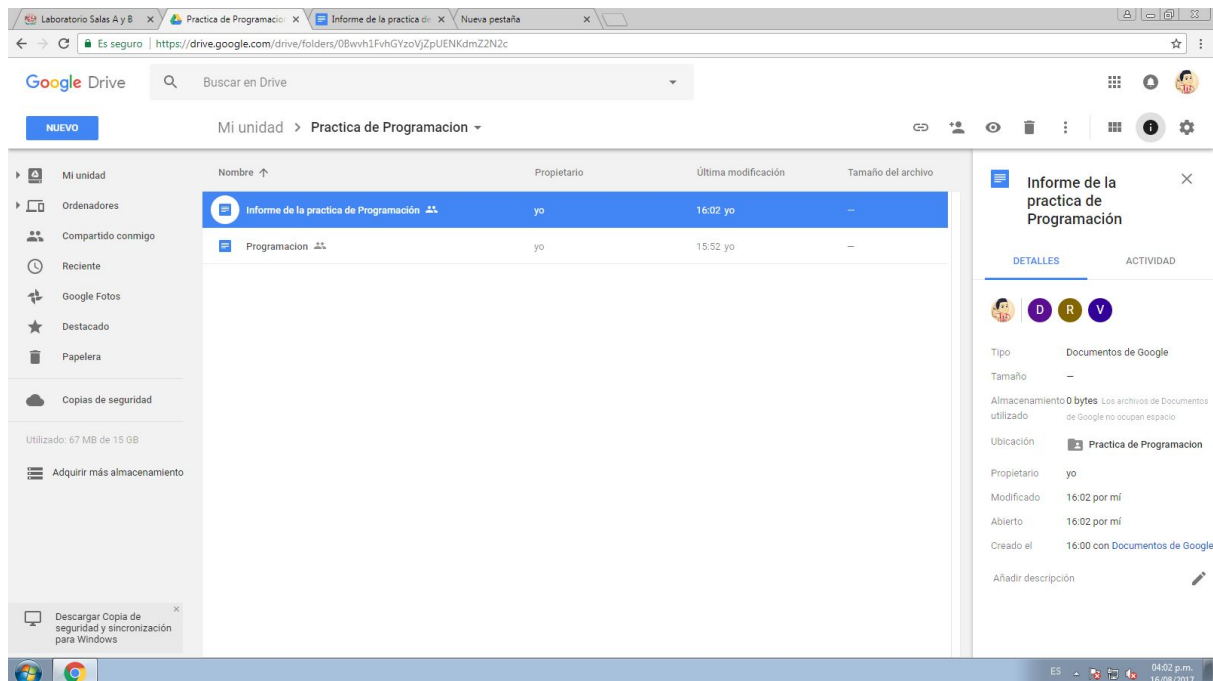 Laboratorio Salas A y B
Practica de Programacion
Informe de la practica de
Nueva pestaña
Es seguro | https://drive.google.com/drive/folders/0Bwvh1FvhGYzoVjZpUENKdmZ2N2c
Google Drive
Buscar en Drive
NUEVO
Mi unidad > Practica de Programacion
Mi unidad
Ordenadores
Compartido conmigo
Reciente
Google Fotos
Destacado
Papelera
Copias de seguridad
Utilizado: 67 MB de 15 GB
Adquirir más almacenamiento
Descargar Copia de
seguridad y sincronización
para Windows
Nombre Propietario Última modificación Tamaño del archivo
Informe de la practica de Programación yo 16:02 yo —
Programacion yo 15:52 yo —
Informe de la
practica de
Programación
DETALLES ACTIVIDAD
D R V
Tipo Documentos de Google
Tamaño —
Almacenamiento 0 bytes Los archivos de Documentos
utilizado de Google no ocupan espacio
Ubicación Practica de Programacion
Propietario yo
Modificado 16:02 por mí
Abierto 16:02 por mí
Creado el 16:00 con Documentos de Google
Añadir descripción
ES 04:02 p.m.
16/08/2017